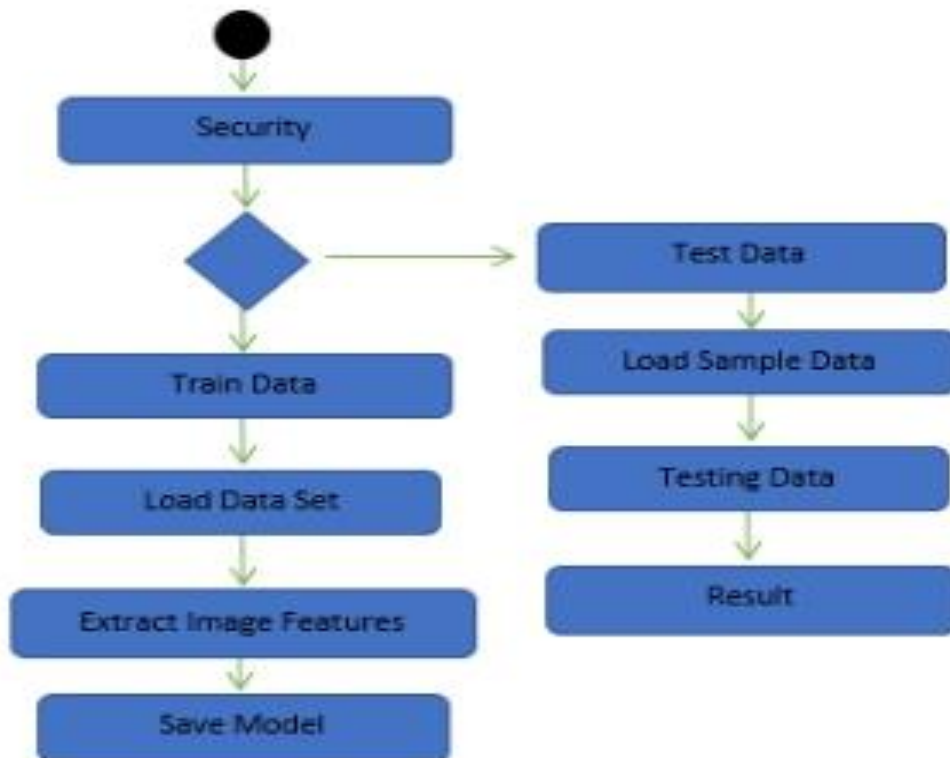 Security
Test Data
Train Data
Load Sample Data
Load Data Set
Testing Data
Extract Image Features
Result
Save Model